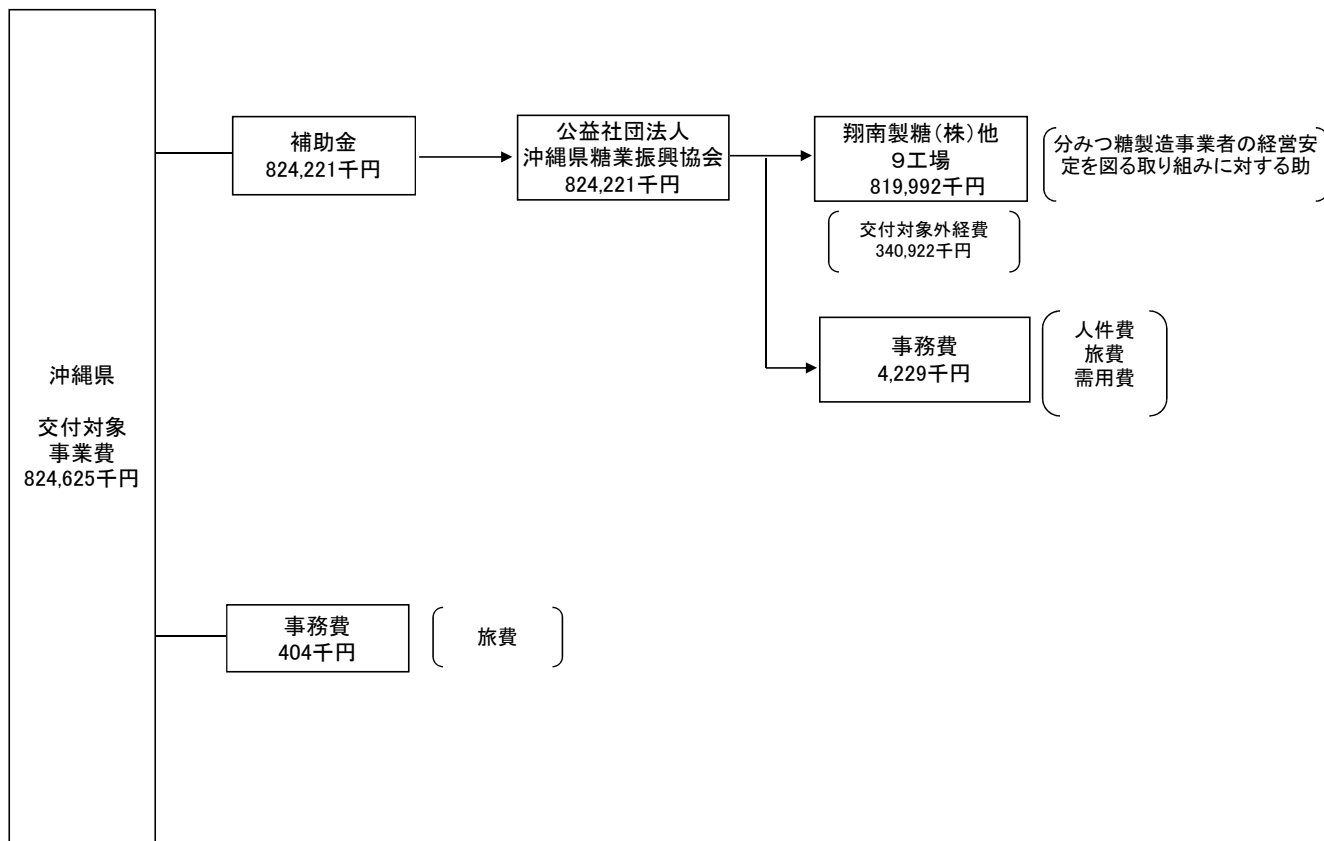 沖縄県
交付対象
事業費
824,625千円
補助金
824,221千円
公益社団法人
沖縄県糖業振興協会
824,221千円
翔南製糖(株)他
９工場
819,992千円
分みつ糖製造事業者の経営安
定を図る取り組みに対する助
交付対象外経費
340,922千円
事務費
4,229千円
人件費
旅費
需用費
事務費
404千円
旅費